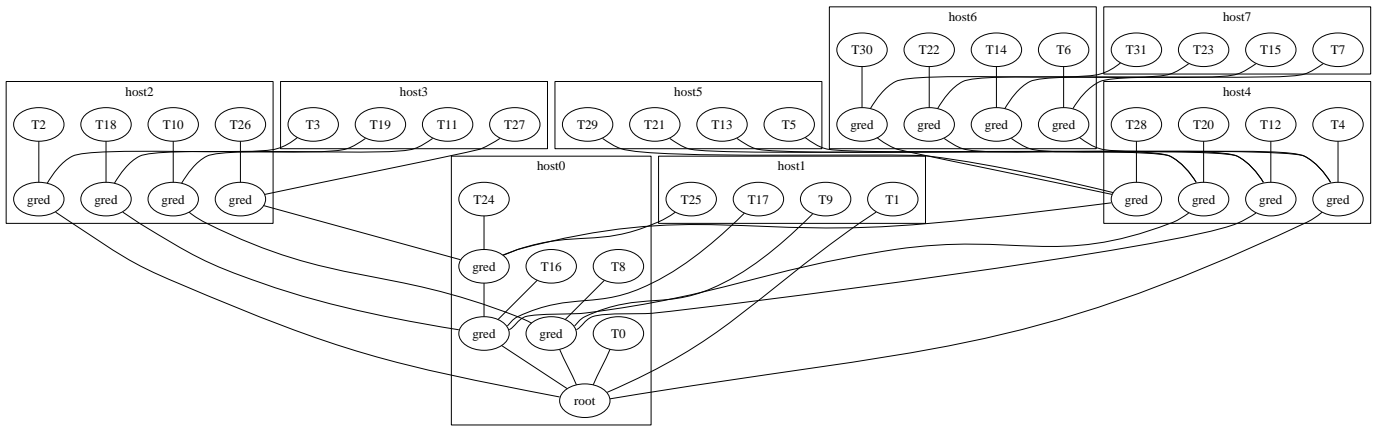 host6 host7
T30 T22 T14 T6 T31 T23 T15 T7
host2 host3 host5 host4
T2 T18 T10 T26 T3 T19 T11 T27 T29 T21 T13 T5 gred gred gred gred T28 T20 T12 T4
host0 host1
gred gred gred gred T24 T25 T17 T9 T1 gred gred gred gred
gred T16 T8
gred gred T0
root